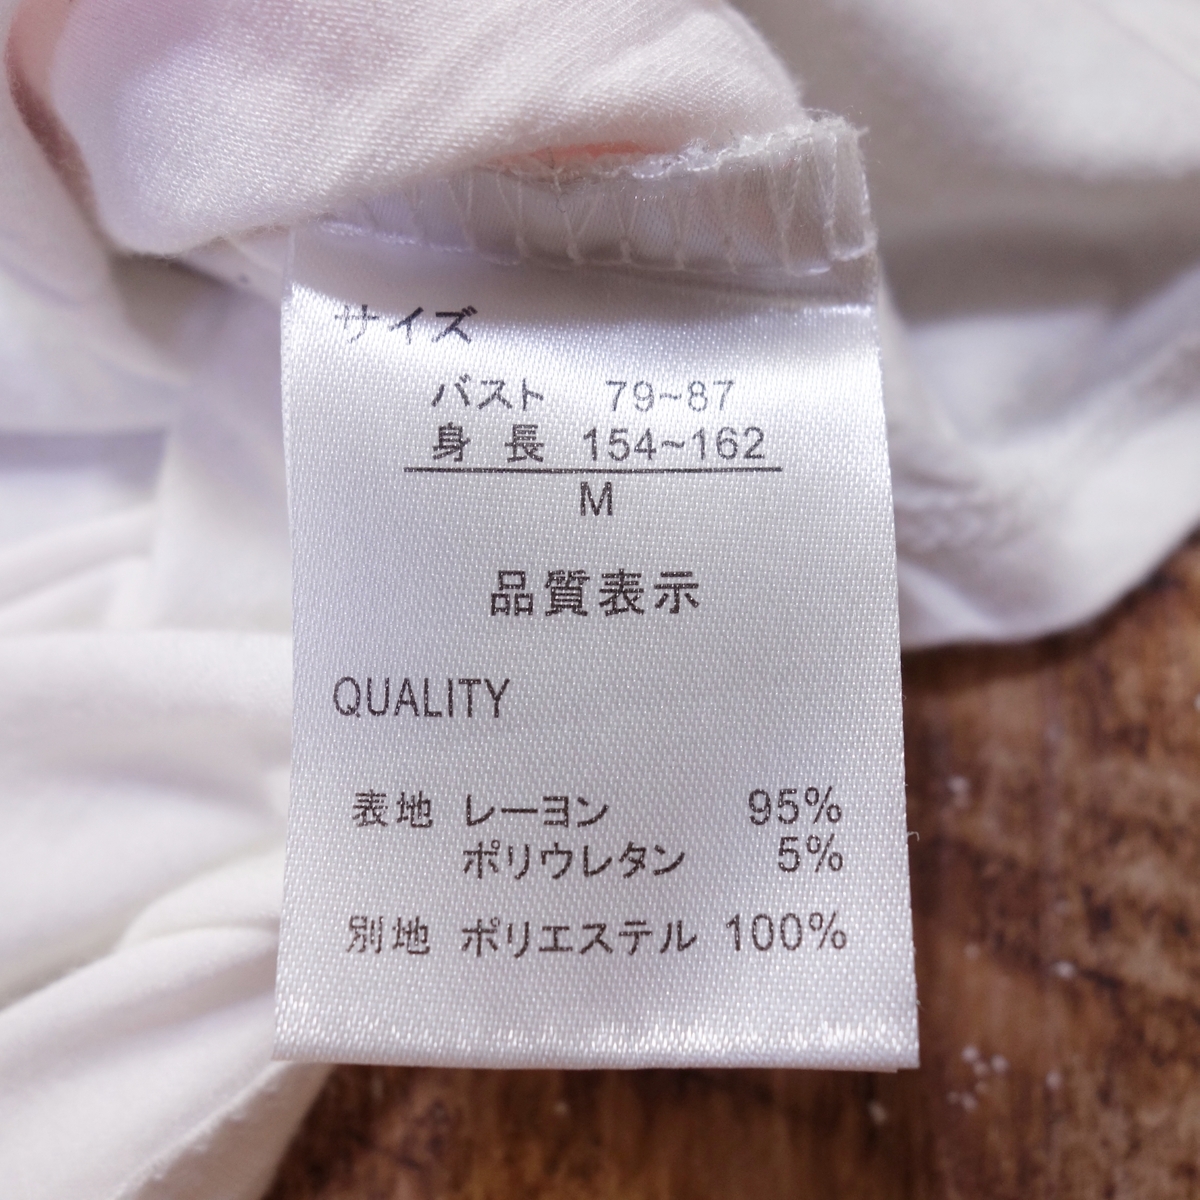 サイズ
バスト 79~87
身長 154~162
M
品質表示
QUALITY
表地 レーヨン 95%
ポリウレタン 5%
別地 ポリエステル 100%